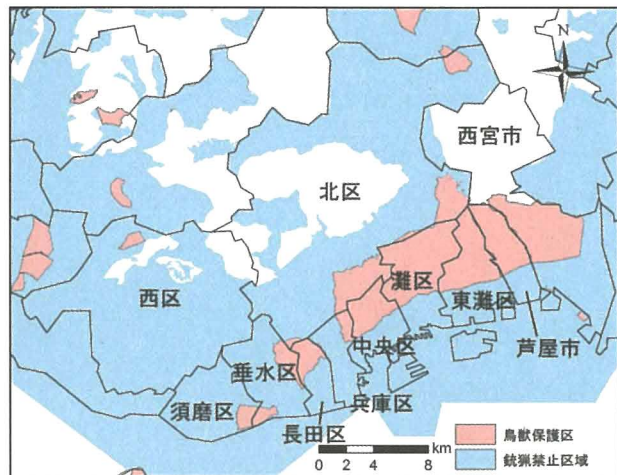 N
西宮市
北区
灘区
西区
東灘区
中央区
芦屋市
垂水区
兵庫区
須磨区
長田区
鳥獣保護区
銃猟禁止区域
0 2 4 8 km